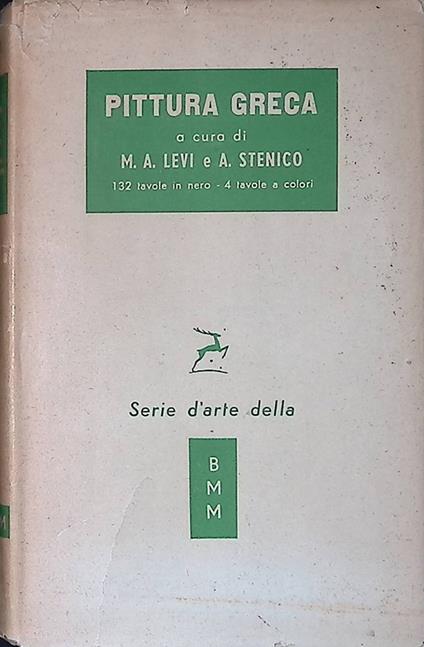 PITTURA GRECA
a cura di
M. A. LEVI e A. STENICO
132 tavole in nero - 4 tavole a colori
Serie d'arte della
B
M
M
M